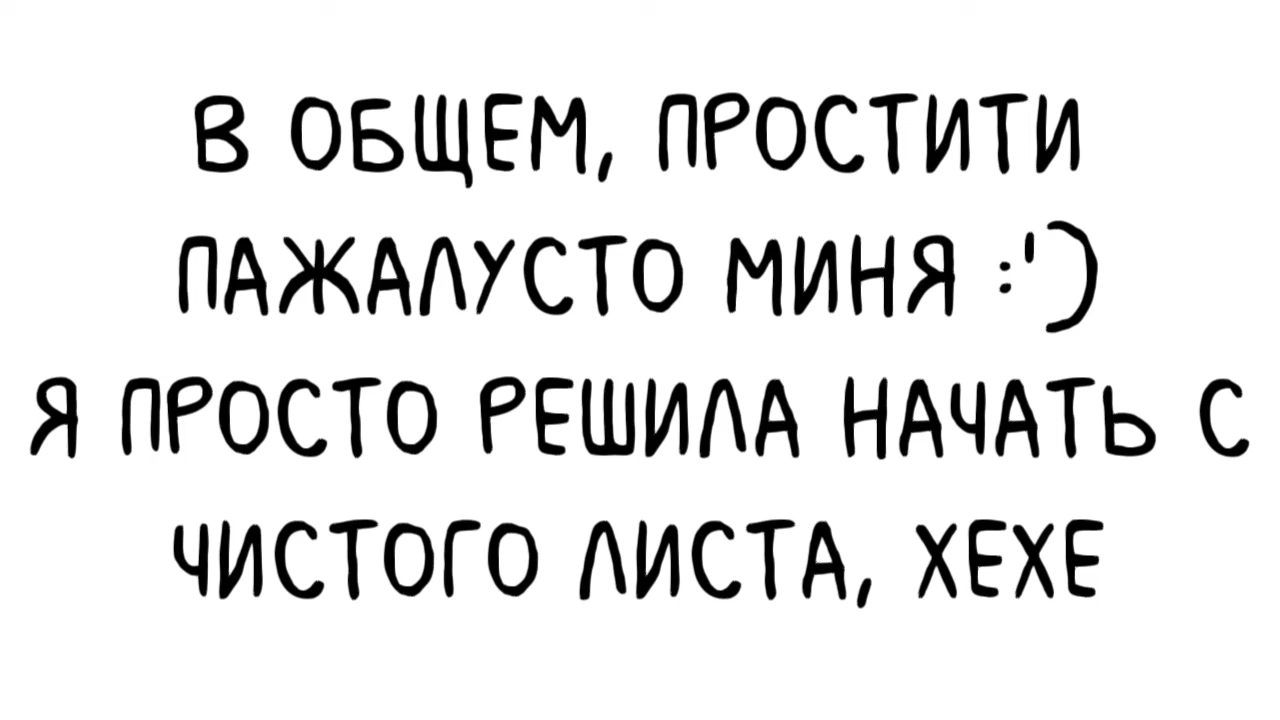 В ОБЩЕМ, ПРОСТИТИ
ПАЖАЛУСТО МИНЯ :')
Я ПРОСТО РЕШИЛА НАЧАТЬ С
ЧИСТОГО ЛИСТА, ХЕХЕ